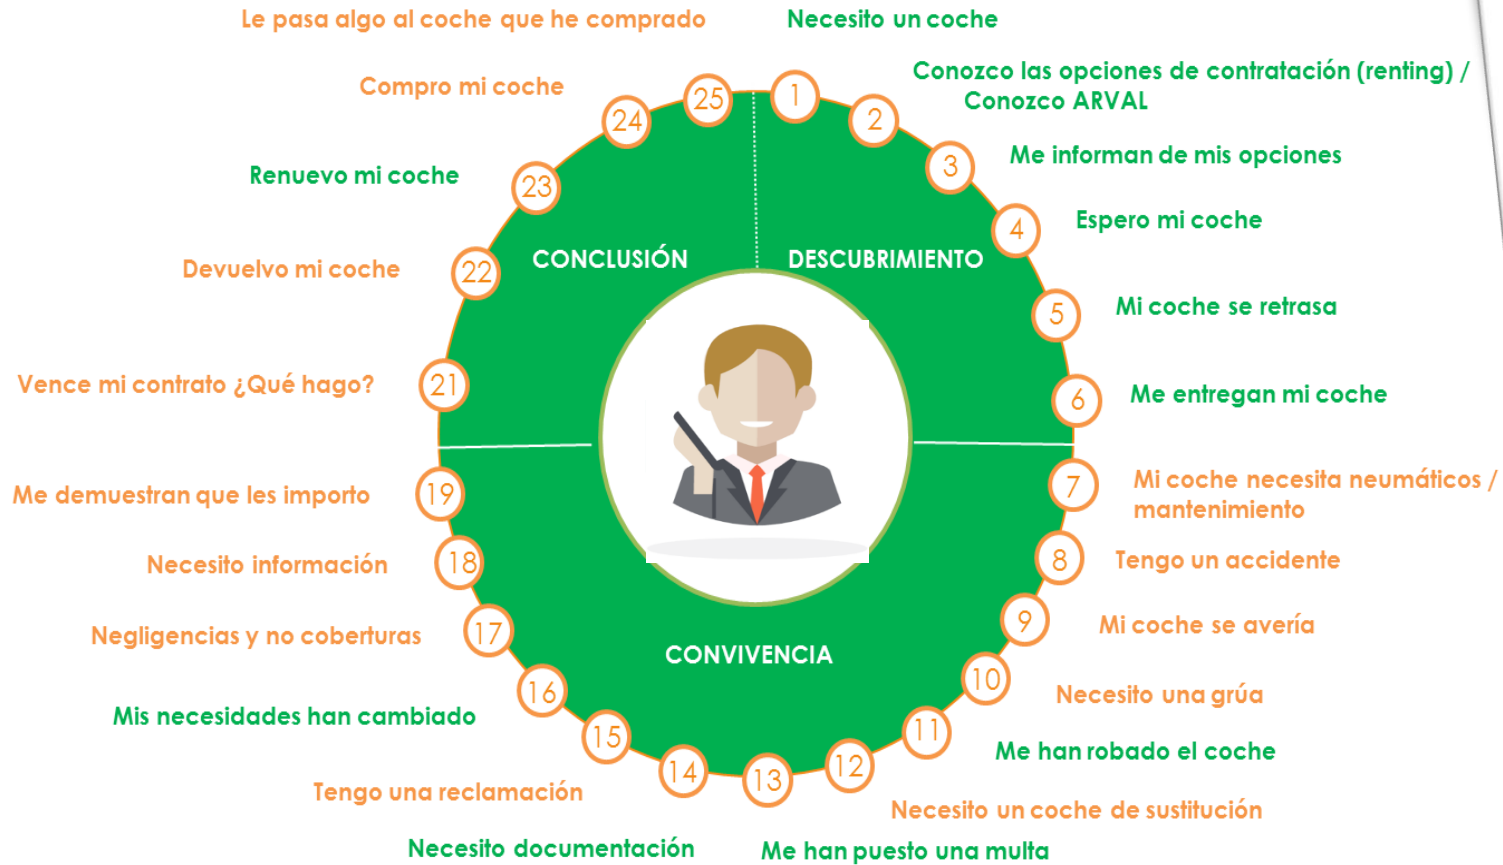 Le pasa algo al coche que he comprado
Necesito un coche
Compro mi coche
Conozco las opciones de contratación (renting) /
Conozco ARVAL
25
1
24
2
Me informan de mis opciones
3
Renuevo mi coche
23
Espero mi coche
4
CONCLUSIÓN
DESCUBRIMIENTO
Devuelvo mi coche
22
Mi coche se retrasa
5
Vence mi contrato ¿Qué hago?
21
6
Me entregan mi coche
Me demuestran que les importo
19
7
Mi coche necesita neumáticos /
mantenimiento
Necesito información
18
8
Tengo un accidente
Negligencias y no coberturas
17
9
Mi coche se avería
CONVIVENCIA
16
10
Necesito una grúa
Mis necesidades han cambiado
15
11
Me han robado el coche
14
13
12
Tengo una reclamación
Necesito un coche de sustitución
Necesito documentación
Me han puesto una multa